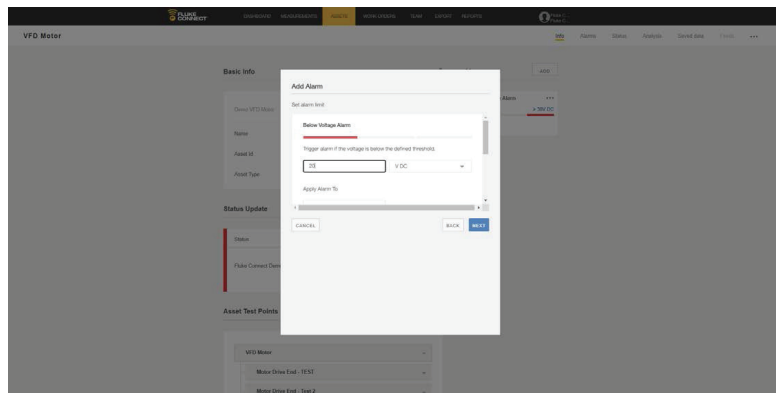 FLUKE CONNECT
DASHBOARD MEASUREMENTS ASSETS WORK ORDERS TEAM EXPORT REPORTS
Fluke C...
Fluke C...
VFD Motor
Info Alarms Status Analysis Saved data •••
Basic Info
ADD
Alarm •••
Demo VFD Motor
Name
Asset Id
Asset Type
Add Alarm
Set alarm limit
Below Voltage Alarm
Trigger alarm if the voltage is below the defined threshold.
20
V DC
Apply Alarm To
CANCEL BACK NEXT
Status Update
Status
Fluke Connect Dem
Asset Test Points
VFD Motor
Motor Drive End - TEST
Motor Drive End - Test 2